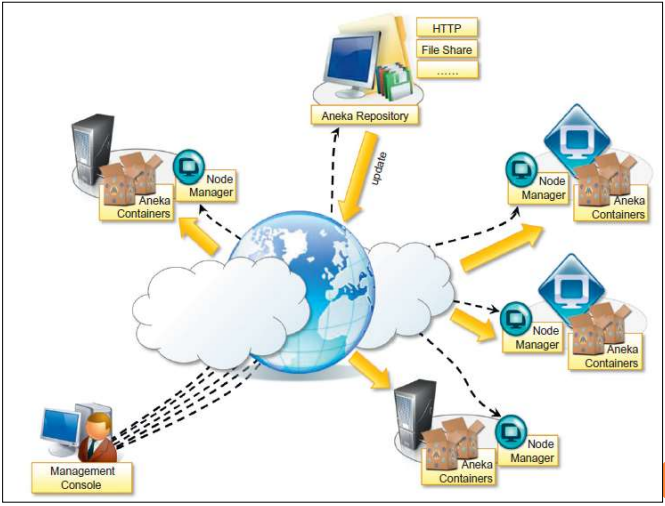 HTTP
File Share
......
Aneka Repository
update
Node
Manager
Aneka
Containers
Node
Manager
Aneka
Containers
Node
Manager
Aneka
Containers
Node
Manager
Aneka
Containers
Management
Console